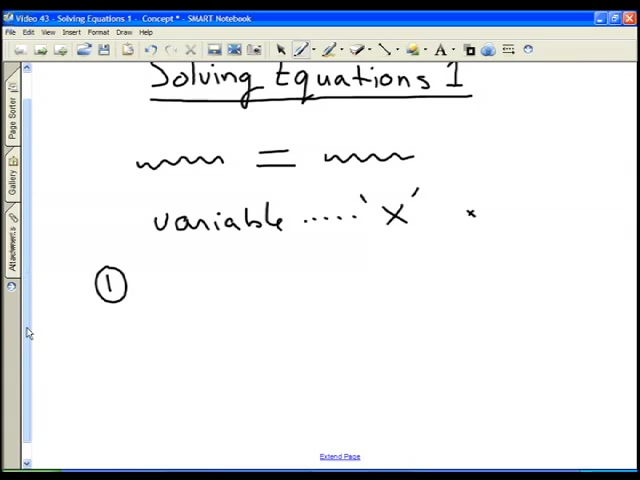 Video 43 - Solving Equations 1 - Concept * - SMART Notebook
File Edit View Insert Format Draw Help
Page Sorter
Gallery
Attachments
Solving Equations 1
=
variable ..... 'x'
1
Extend Page